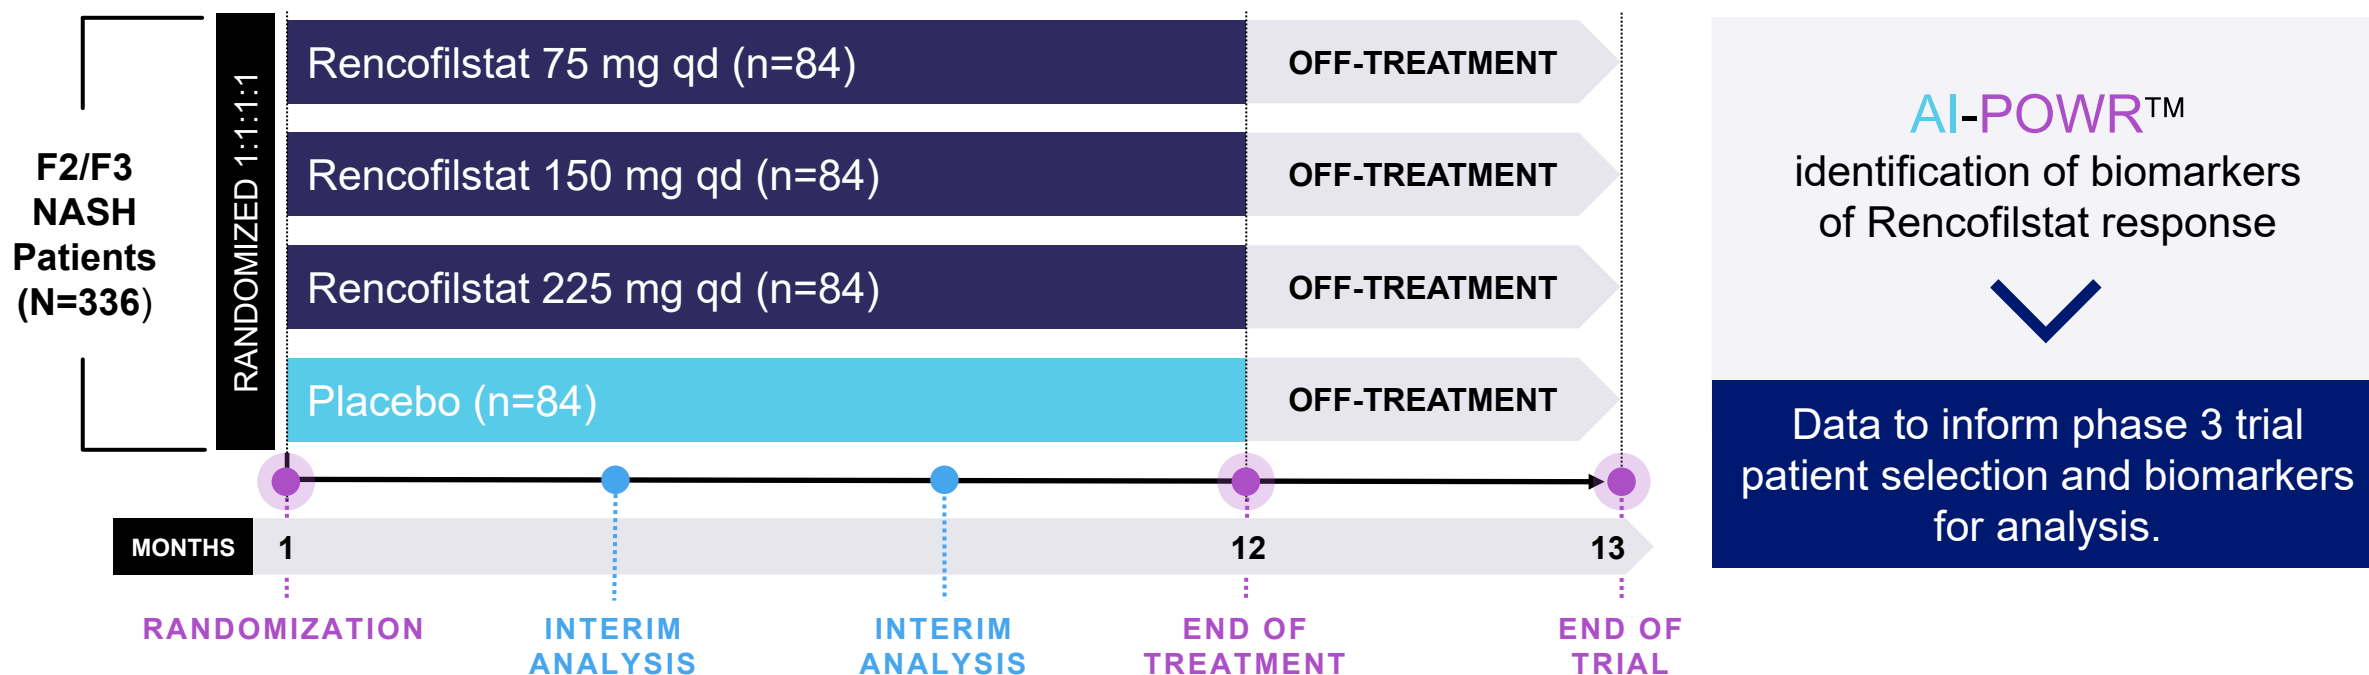 F2/F3
NASH
Patients
(N=336)
RANDOMIZED 1:1:1:1
Rencofilstat 75 mg qd (n=84)
OFF-TREATMENT
Rencofilstat 150 mg qd (n=84)
OFF-TREATMENT
Rencofilstat 225 mg qd (n=84)
OFF-TREATMENT
Placebo (n=84)
OFF-TREATMENT
MONTHS
1
12
13
RANDOMIZATION
INTERIM
ANALYSIS
INTERIM
ANALYSIS
END OF
TREATMENT
END OF
TRIAL
AI-POWR™
identification of biomarkers
of Rencofilstat response
Data to inform phase 3 trial
patient selection and biomarkers
for analysis.